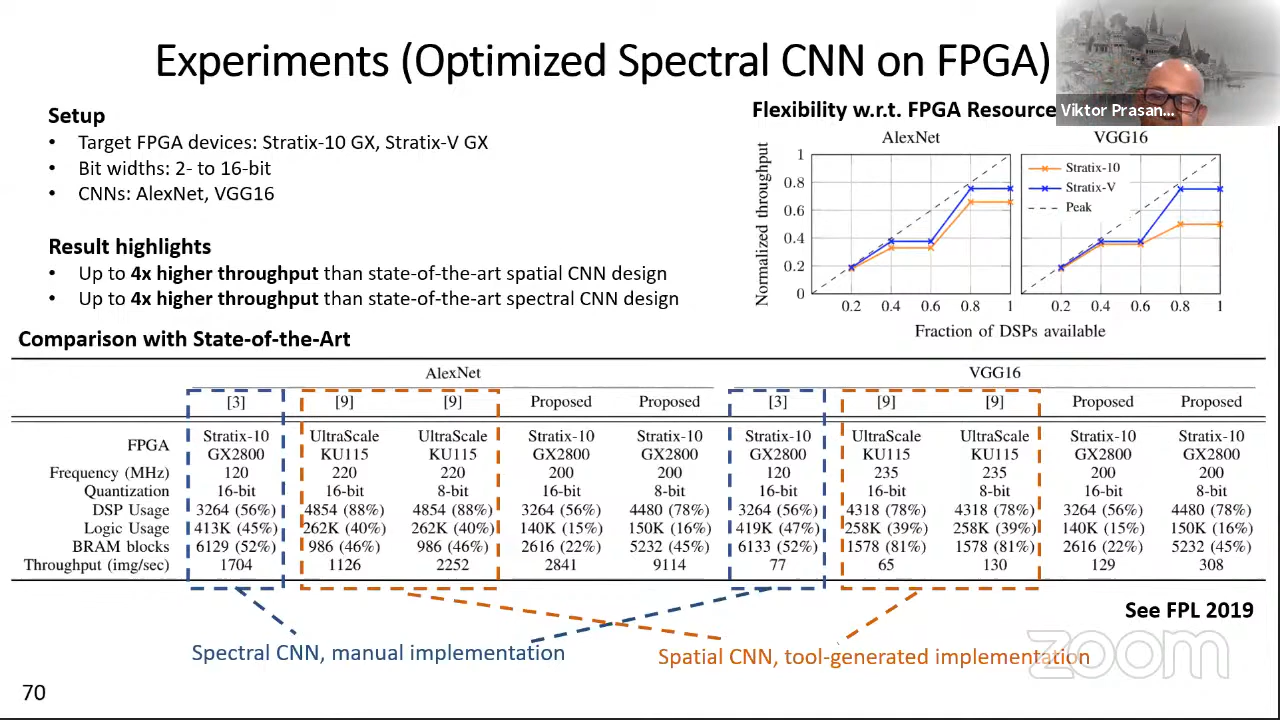 Experiments (Optimized Spectral CNN on FPGA)
Viktor Prasan...
Setup
• Target FPGA devices: Stratix-10 GX, Stratix-V GX
• Bit widths: 2- to 16-bit
• CNNs: AlexNet, VGG16
Result highlights
• Up to 4x higher throughput than state-of-the-art spatial CNN design
• Up to 4x higher throughput than state-of-the-art spectral CNN design
Flexibility w.r.t. FPGA Resource
AlexNet VGG16
Normalized throughput
1
0.8
0.6
0.4
0.2
0
Stratix-10
Stratix-V
Peak
0.2 0.4 0.6 0.8 1 0.2 0.4 0.6 0.8 1
Fraction of DSPs available
Comparison with State-of-the-Art
AlexNet VGG16
[3] [9] [9] Proposed Proposed [3] [9] [9] Proposed Proposed
FPGA Stratix-10 UltraScale UltraScale Stratix-10 Stratix-10 Stratix-10 UltraScale UltraScale Stratix-10 Stratix-10
GX2800 KU115 KU115 GX2800 GX2800 GX2800 KU115 KU115 GX2800 GX2800
Frequency (MHz) 120 220 220 200 200 120 235 235 200 200
Quantization 16-bit 16-bit 8-bit 16-bit 8-bit 16-bit 16-bit 8-bit 16-bit 8-bit
DSP Usage 3264 (56%) 4854 (88%) 4854 (88%) 3264 (56%) 4480 (78%) 3264 (56%) 4318 (78%) 4318 (78%) 3264 (56%) 4480 (78%)
Logic Usage 413K (45%) 262K (40%) 262K (40%) 140K (15%) 150K (16%) 419K (47%) 258K (39%) 258K (39%) 140K (15%) 150K (16%)
BRAM blocks 6129 (52%) 986 (46%) 986 (46%) 2616 (22%) 5232 (45%) 6133 (52%) 1578 (81%) 1578 (81%) 2616 (22%) 5232 (45%)
Throughput (img/sec) 1704 1126 2252 2841 9114 77 65 130 129 308
See FPL 2019
Spectral CNN, manual implementation
Spatial CNN, tool-generated implementation
zoom
70